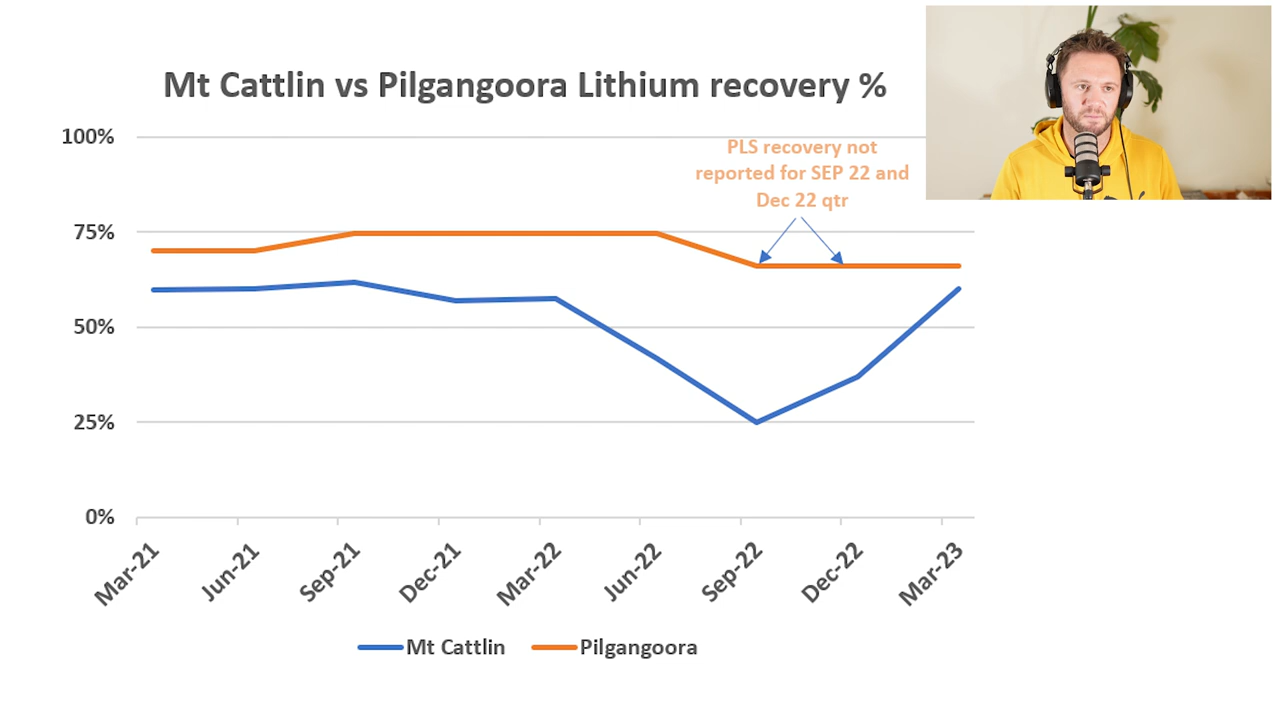 Mt Cattlin vs Pilgangoora Lithium recovery %
100%
PLS recovery not
reported for SEP 22 and
Dec 22 qtr
75%
50%
25%
0%
Mar-21
Jun-21
Sep-21
Dec-21
Mar-22
Jun-22
Sep-22
Dec-22
Mar-23
Mt Cattlin
Pilgangoora